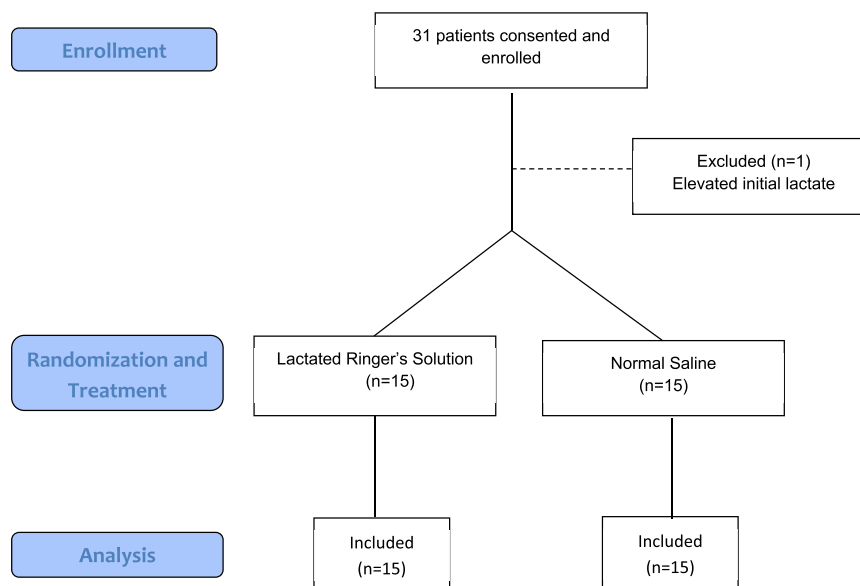 Enrollment
31 patients consented and
enrolled
Excluded (n=1)
Elevated initial lactate
Randomization and
Treatment
Lactated Ringer’s Solution
(n=15)
Normal Saline
(n=15)
Analysis
Included
(n=15)
Included
(n=15)